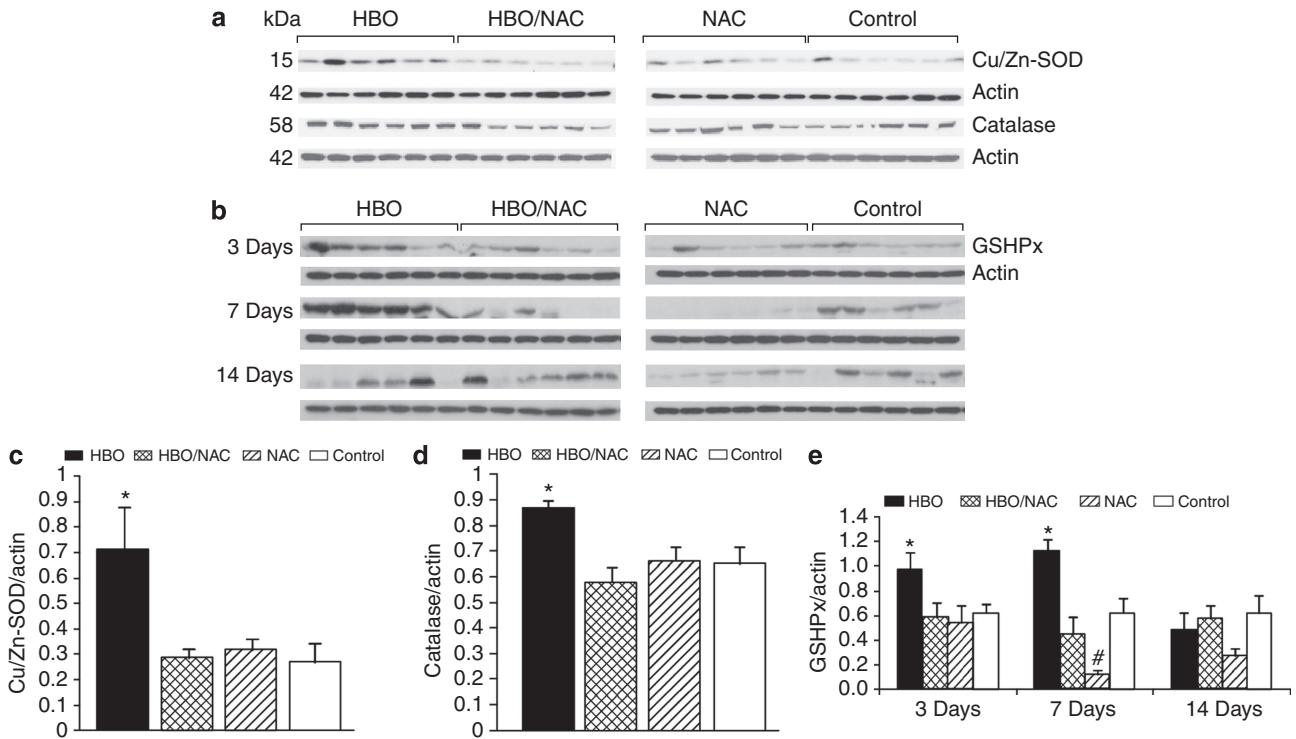 a kDa HBO HBO/NAC NAC Control
15 Cu/Zn-SOD
42 Actin
58 Catalase
42 Actin
b HBO HBO/NAC NAC Control
3 Days GSHPx
Actin
7 Days
14 Days
c HBO HBO/NAC NAC Control
Cu/Zn-SOD/actin
1
0.9
0.8
0.7
0.6
0.5
0.4
0.3
0.2
0.1
0
*
d HBO HBO/NAC NAC Control
Catalase/actin
1
0.9
0.8
0.7
0.6
0.5
0.4
0.3
0.2
0.1
0
*
e HBO HBO/NAC NAC Control
GSHPx/actin
1.4
1.2
1.0
0.8
0.6
0.4
0.2
0.0
* * #
3 Days 7 Days 14 Days